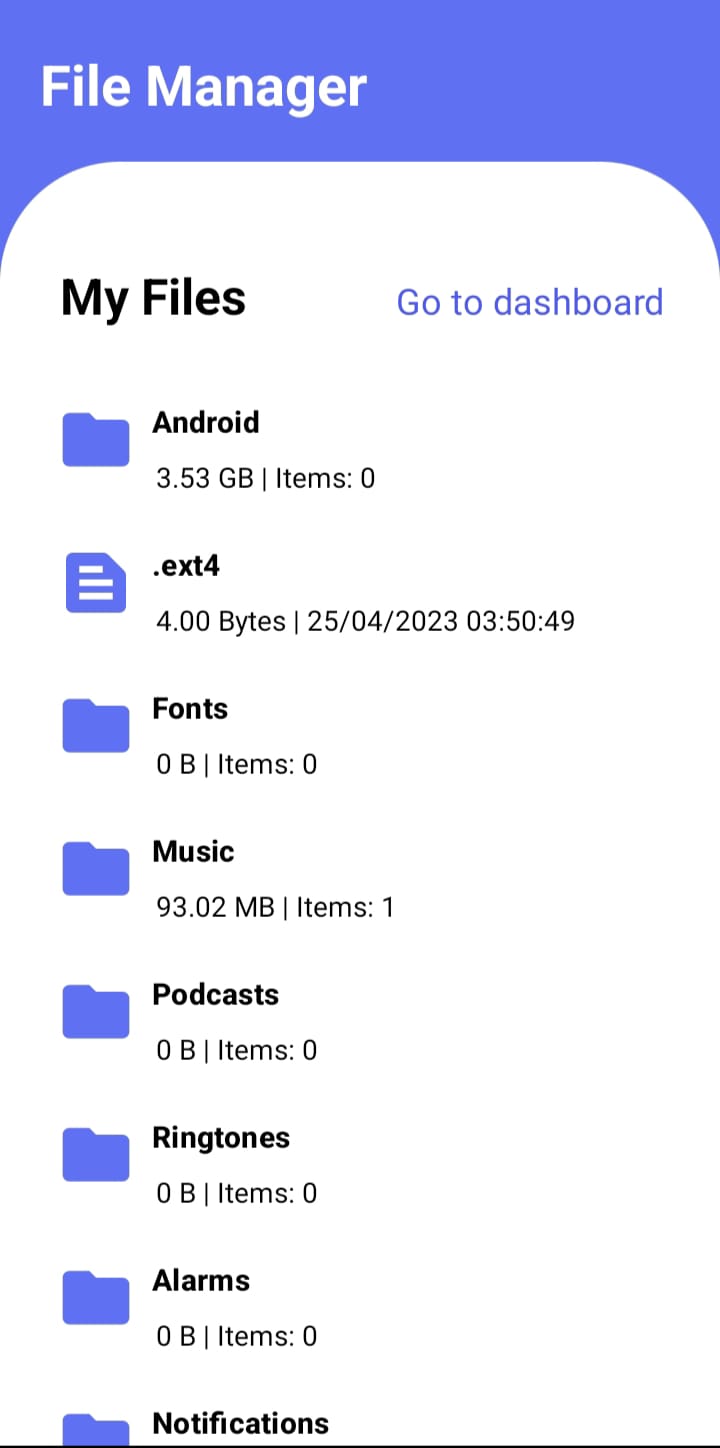 File Manager
My Files
Go to dashboard
Android
3.53 GB | Items: 0
.ext4
4.00 Bytes | 25/04/2023 03:50:49
Fonts
0 B | Items: 0
Music
93.02 MB | Items: 1
Podcasts
0 B | Items: 0
Ringtones
0 B | Items: 0
Alarms
0 B | Items: 0
Notifications